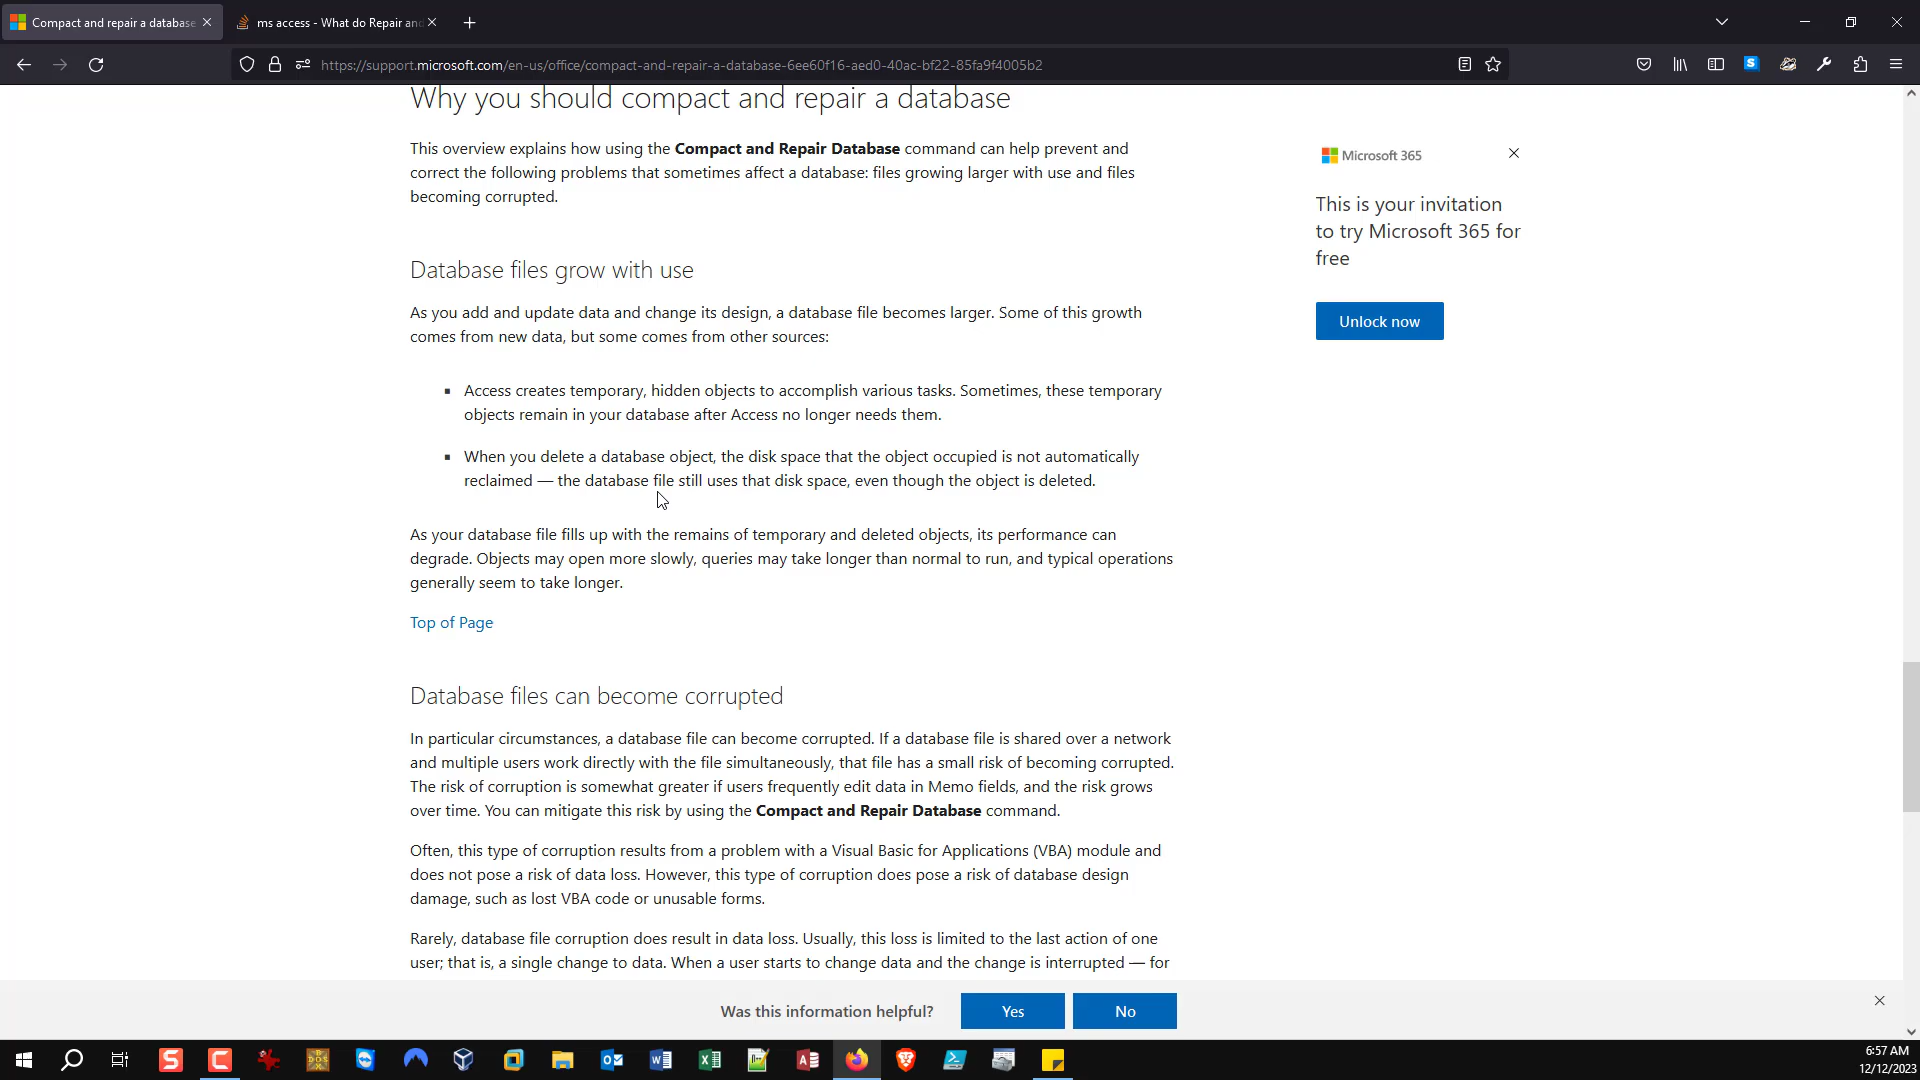 Compact and repair a database
ms access - What do Repair and
https://support.microsoft.com/en-us/office/compact-and-repair-a-database-6ee60f16-aed0-40ac-bf22-85fa9f4005b2
Why you should compact and repair a database
This overview explains how using the Compact and Repair Database command can help prevent and
correct the following problems that sometimes affect a database: files growing larger with use and files
becoming corrupted.
Microsoft 365
This is your invitation
to try Microsoft 365 for
free
Unlock now
Database files grow with use
As you add and update data and change its design, a database file becomes larger. Some of this growth
comes from new data, but some comes from other sources:
Access creates temporary, hidden objects to accomplish various tasks. Sometimes, these temporary
objects remain in your database after Access no longer needs them.
When you delete a database object, the disk space that the object occupied is not automatically
reclaimed — the database file still uses that disk space, even though the object is deleted.
As your database file fills up with the remains of temporary and deleted objects, its performance can
degrade. Objects may open more slowly, queries may take longer than normal to run, and typical operations
generally seem to take longer.
Top of Page
Database files can become corrupted
In particular circumstances, a database file can become corrupted. If a database file is shared over a network
and multiple users work directly with the file simultaneously, that file has a small risk of becoming corrupted.
The risk of corruption is somewhat greater if users frequently edit data in Memo fields, and the risk grows
over time. You can mitigate this risk by using the Compact and Repair Database command.
Often, this type of corruption results from a problem with a Visual Basic for Applications (VBA) module and
does not pose a risk of data loss. However, this type of corruption does pose a risk of database design
damage, such as lost VBA code or unusable forms.
Rarely, database file corruption does result in data loss. Usually, this loss is limited to the last action of one
user; that is, a single change to data. When a user starts to change data and the change is interrupted — for
Was this information helpful?
Yes
No
6:57 AM
12/12/2023